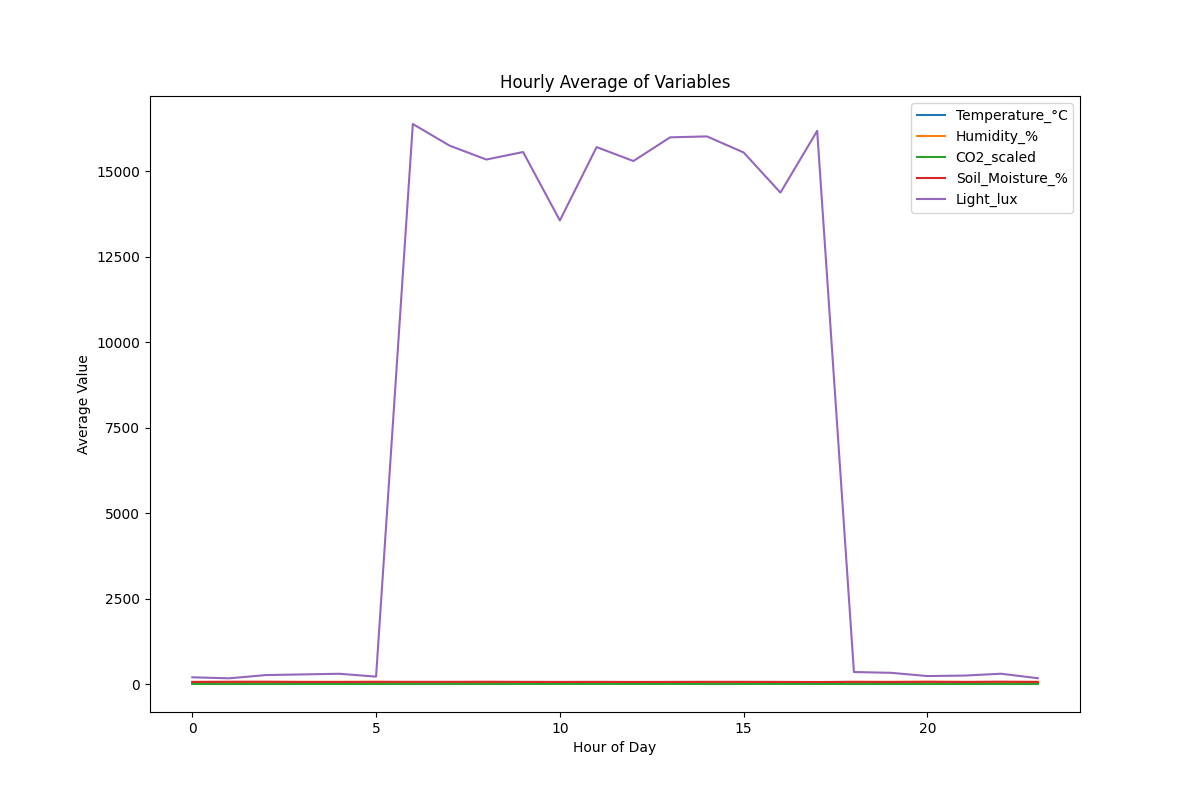 Hourly Average of Variables
Temperature_°C
Humidity_%
CO2_scaled
Soil_Moisture_%
Light_lux
15000
12500
10000
7500
5000
2500
0
Average Value
0 5 10 15 20
Hour of Day